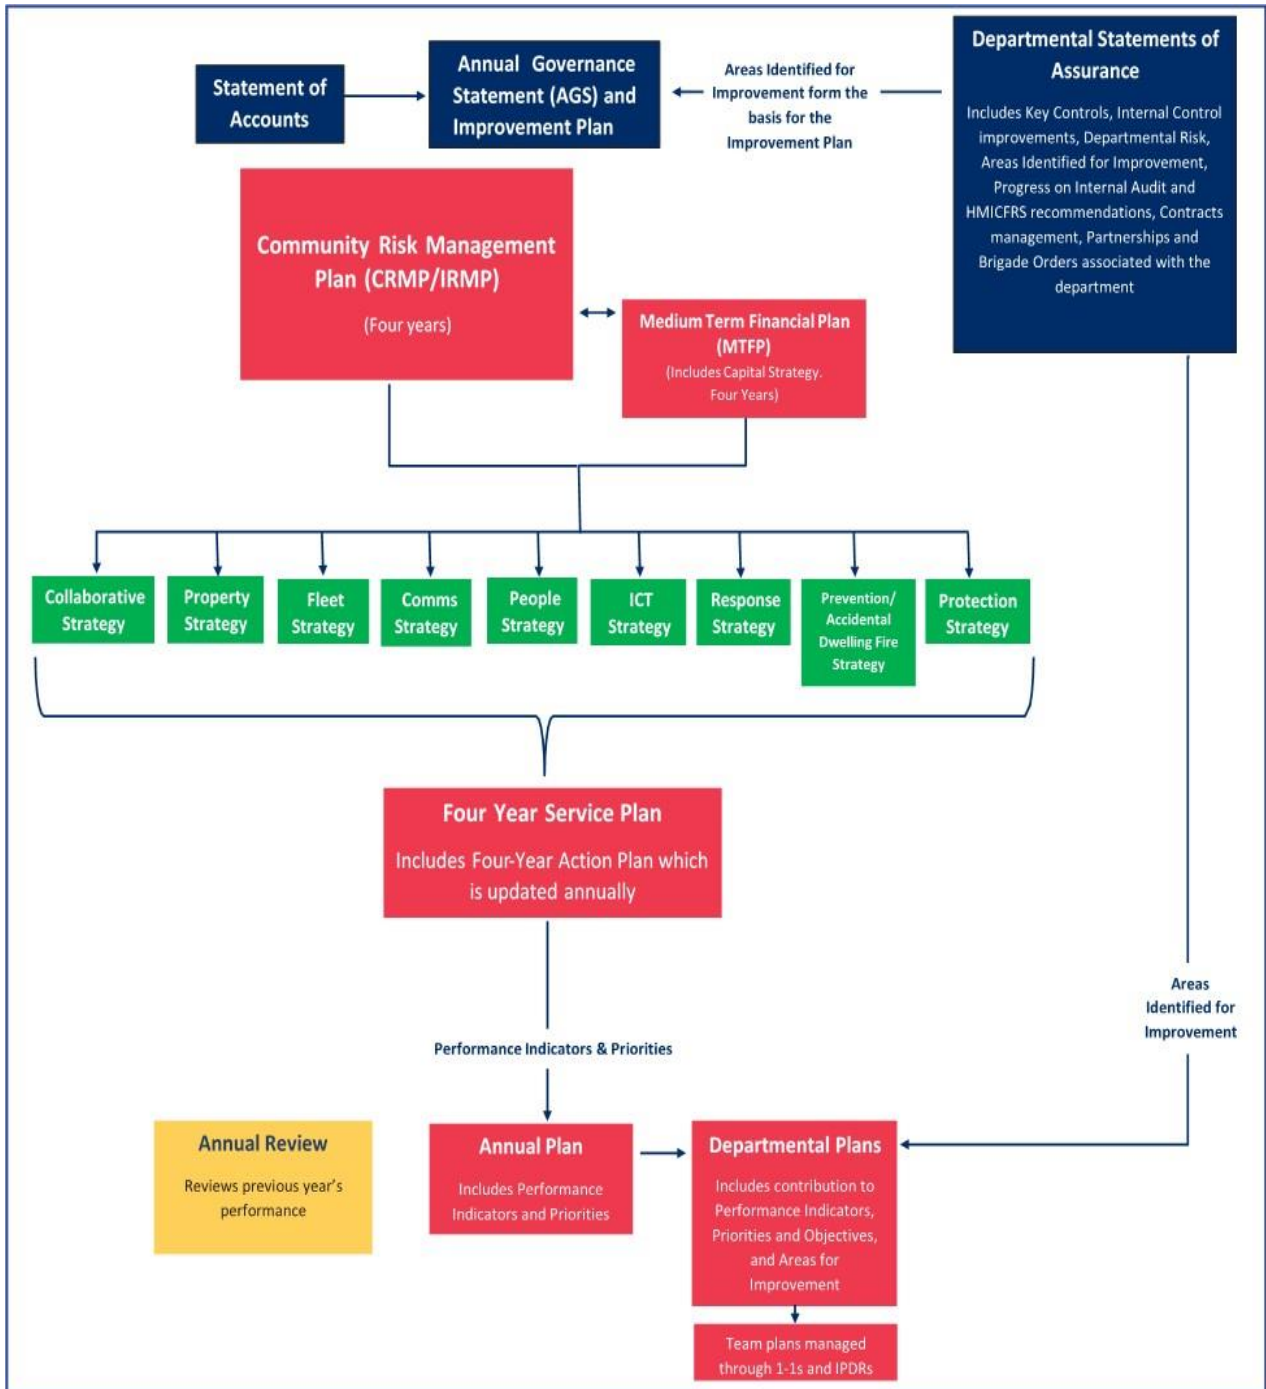 Statement of
Accounts
Annual Governance
Statement (AGS) and
Improvement Plan
Areas Identified for
Improvement form the
basis for the
Improvement Plan
Departmental Statements of
Assurance
Includes Key Controls, Internal Control
improvements, Departmental Risk,
Areas Identified for Improvement,
Progress on Internal Audit and
HMICFRS recommendations, Contracts
management, Partnerships and
Brigade Orders associated with the
department
Community Risk Management
Plan (CRMP/IRMP)
(Four years)
Medium Term Financial Plan
(MTFP)
(Includes Capital Strategy.
Four Years)
Collaborative
Strategy
Property
Strategy
Fleet
Strategy
Comms
Strategy
People
Strategy
ICT
Strategy
Response
Strategy
Prevention/
Accidental
Dwelling Fire
Strategy
Protection
Strategy
Four Year Service Plan
Includes Four-Year Action Plan which
is updated annually
Areas
Identified for
Improvement
Performance Indicators & Priorities
Annual Review
Reviews previous year's
performance
Annual Plan
Includes Performance
Indicators and Priorities
Departmental Plans
Includes contribution to
Performance Indicators,
Priorities and Objectives,
and Areas for
Improvement
Team plans managed
through 1-1s and IPDRs